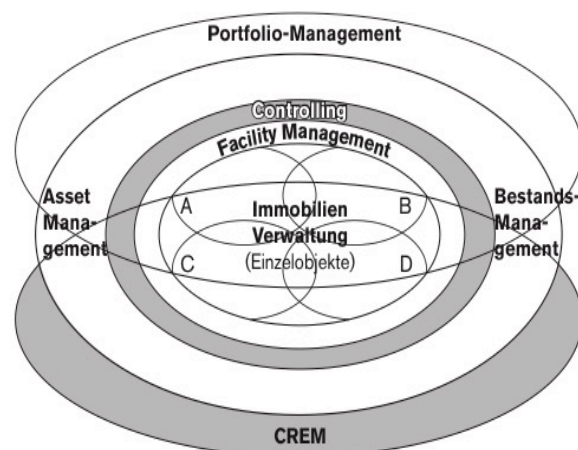 Portfolio-Management
Controlling
Facility Management
Asset
Mana-
gement
Bestands-
Mana-
gement
A
B
Immobilien
Verwaltung
(Einzelobjekte)
C
D
CREM